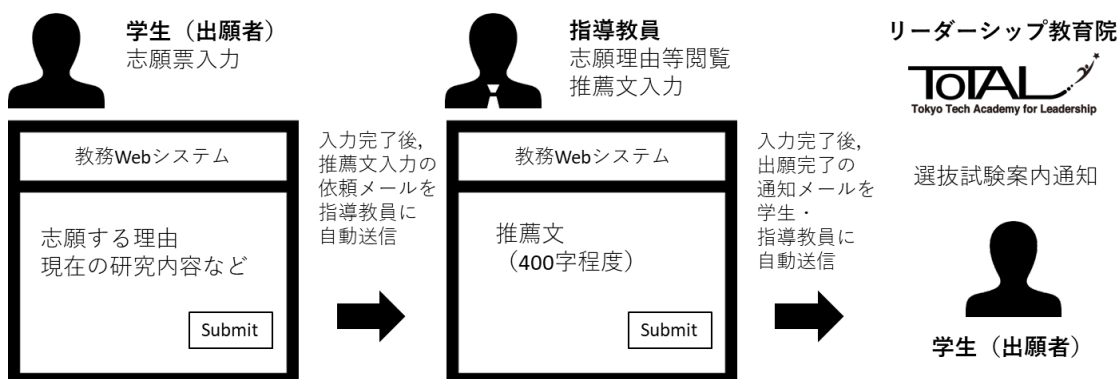 学生（出願者）
志願票入力
教務Webシステム
志願する理由
現在の研究内容など
Submit
入力完了後,
推薦文入力の
依頼メールを
指導教員に
自動送信
指導教員
志願理由等閲覧
推薦文入力
教務Webシステム
推薦文
（400字程度）
Submit
入力完了後,
出願完了の
通知メールを
学生・
指導教員に
自動送信
リーダーシップ教育院
ToTAL
Tokyo Tech Academy for Leadership
選抜試験案内通知
学生（出願者）